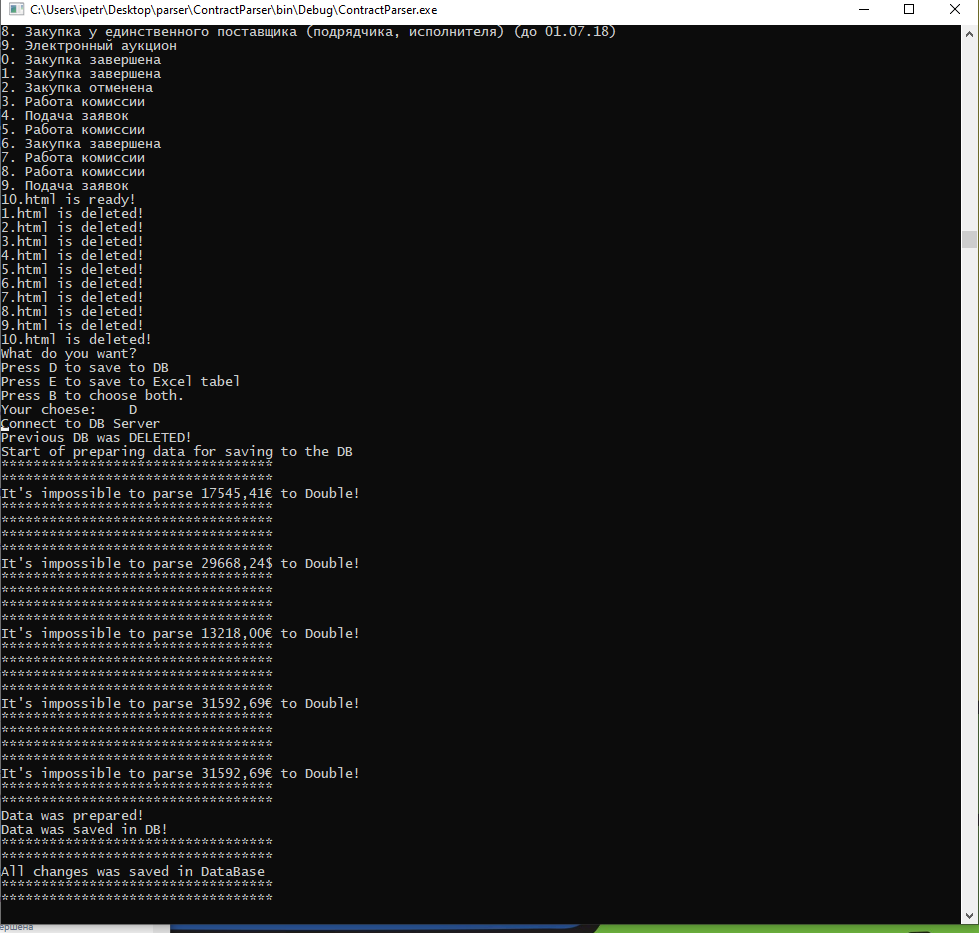 C:\Users\ipetr\Desktop\parser\ContractParser\bin\Debug\ContractParser.exe
8. Закупка у единственного поставщика (подрядчика, исполнителя) (до 01.07.18)
9. Электронный аукцион
0. Закупка завершена
1. Закупка завершена
2. Закупка отменена
3. Работа комиссии
4. Подача заявок
5. Работа комиссии
6. Закупка завершена
7. Работа комиссии
8. Работа комиссии
9. Подача заявок
10.html is ready!
1.html is deleted!
2.html is deleted!
3.html is deleted!
4.html is deleted!
5.html is deleted!
6.html is deleted!
7.html is deleted!
8.html is deleted!
9.html is deleted!
10.html is deleted!
What do you want?
Press D to save to DB
Press E to save to Excel tabel
Press B to choose both.
Your choese:    D
Connect to DB Server
Previous DB was DELETED!
Start of preparing data for saving to the DB
**********************************
**********************************
It's impossible to parse 17545,41€ to Double!
**********************************
**********************************
**********************************
**********************************
It's impossible to parse 29668,24$ to Double!
**********************************
**********************************
**********************************
**********************************
It's impossible to parse 13218,00€ to Double!
**********************************
**********************************
**********************************
**********************************
It's impossible to parse 31592,69€ to Double!
**********************************
**********************************
**********************************
**********************************
It's impossible to parse 31592,69€ to Double!
**********************************
**********************************
Data was prepared!
Data was saved in DB!
**********************************
**********************************
All changes was saved in DataBase
**********************************
**********************************